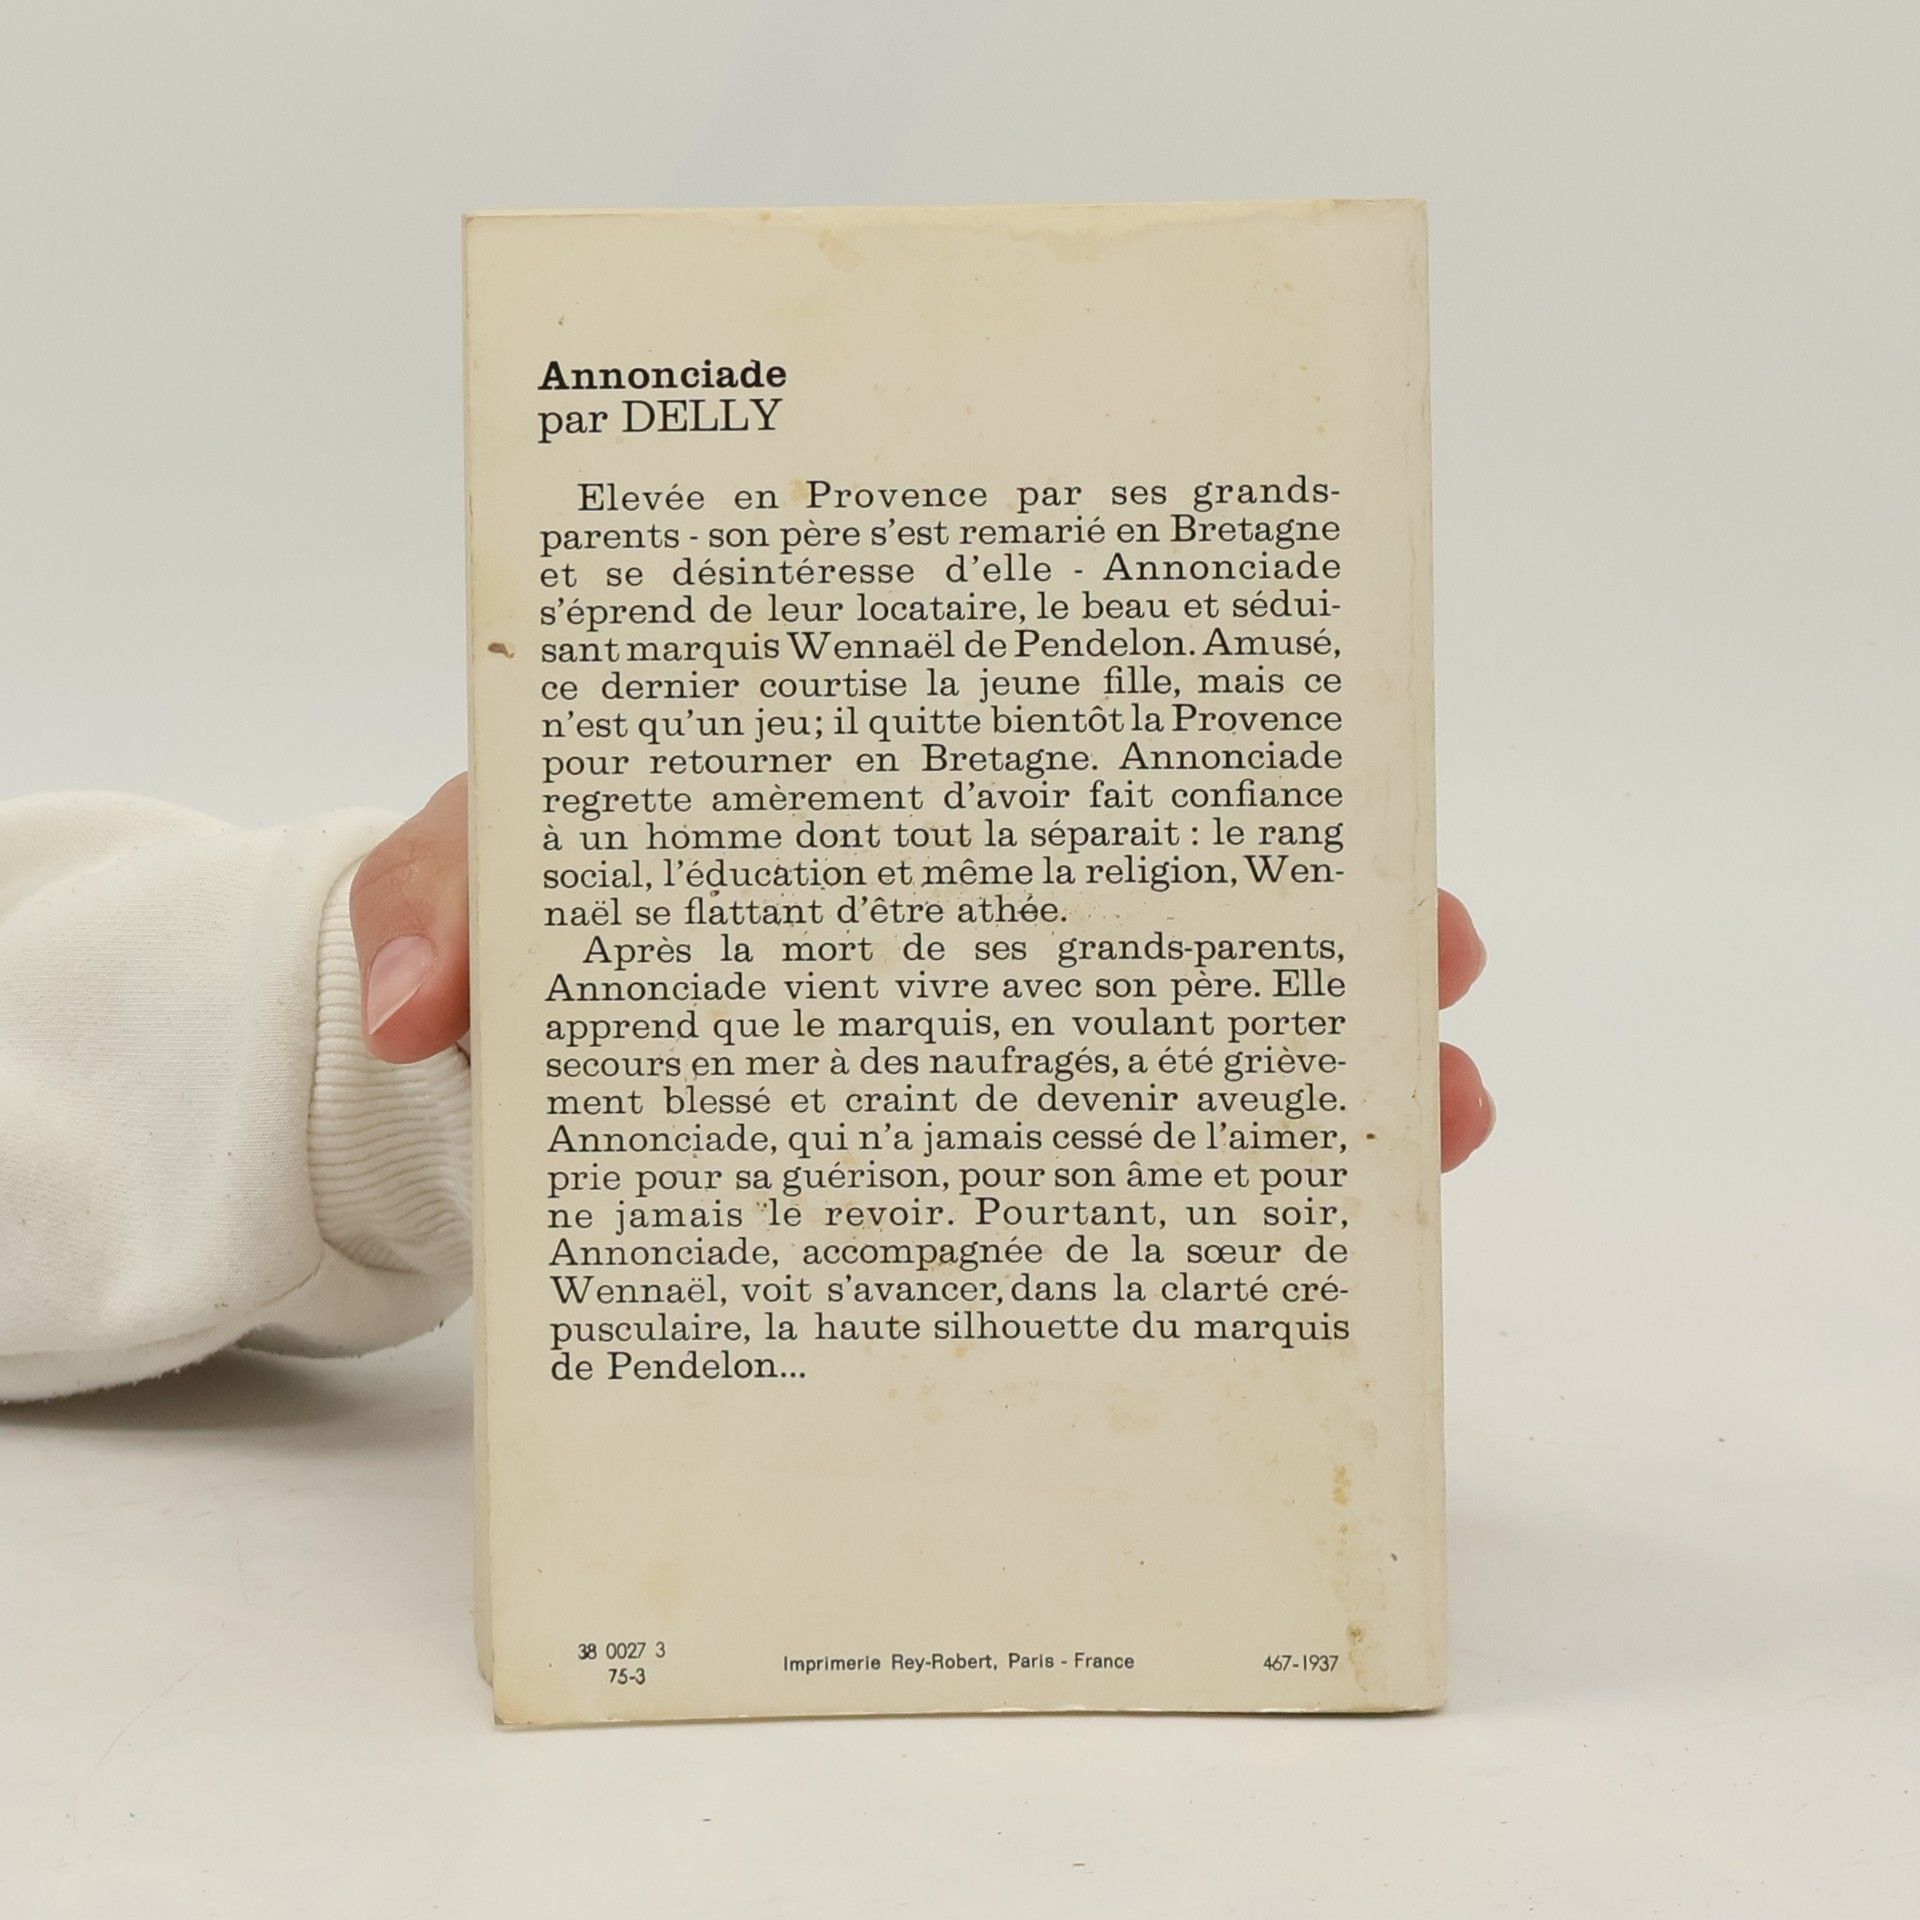 Annonciade
par DELLY
Elevée en Provence par ses grands-
parents - son père s'est remarié en Bretagne
et se désintéresse d'elle - Annonciade
s'éprend de leur locataire, le beau et sédui-
sant marquis Wennaël de Pendelon. Amusé,
ce dernier courtise la jeune fille, mais ce
n'est qu'un jeu; il quitte bientôt la Provence
pour retourner en Bretagne. Annonciade
regrette amèrement d'avoir fait confiance
à un homme dont tout la séparait : le rang
social, l'éducation et même la religion, Wen-
naël se flattant d'être athée.
Après la mort de ses grands-parents,
Annonciade vient vivre avec son père. Elle
apprend que le marquis, en voulant porter
secours en mer à des naufragés, a été griève-
ment blessé et craint de devenir aveugle.
Annonciade, qui n'a jamais cessé de l'aimer,
prie pour sa guérison, pour son âme et pour
ne jamais le revoir. Pourtant, un soir,
Annonciade, accompagnée de la sœur de
Wennaël, voit s'avancer, dans la clarté cré-
pusculaire, la haute silhouette du marquis
de Pendelon...
38 0027 3
75-3
Imprimerie Rey-Robert, Paris - France
467-1937